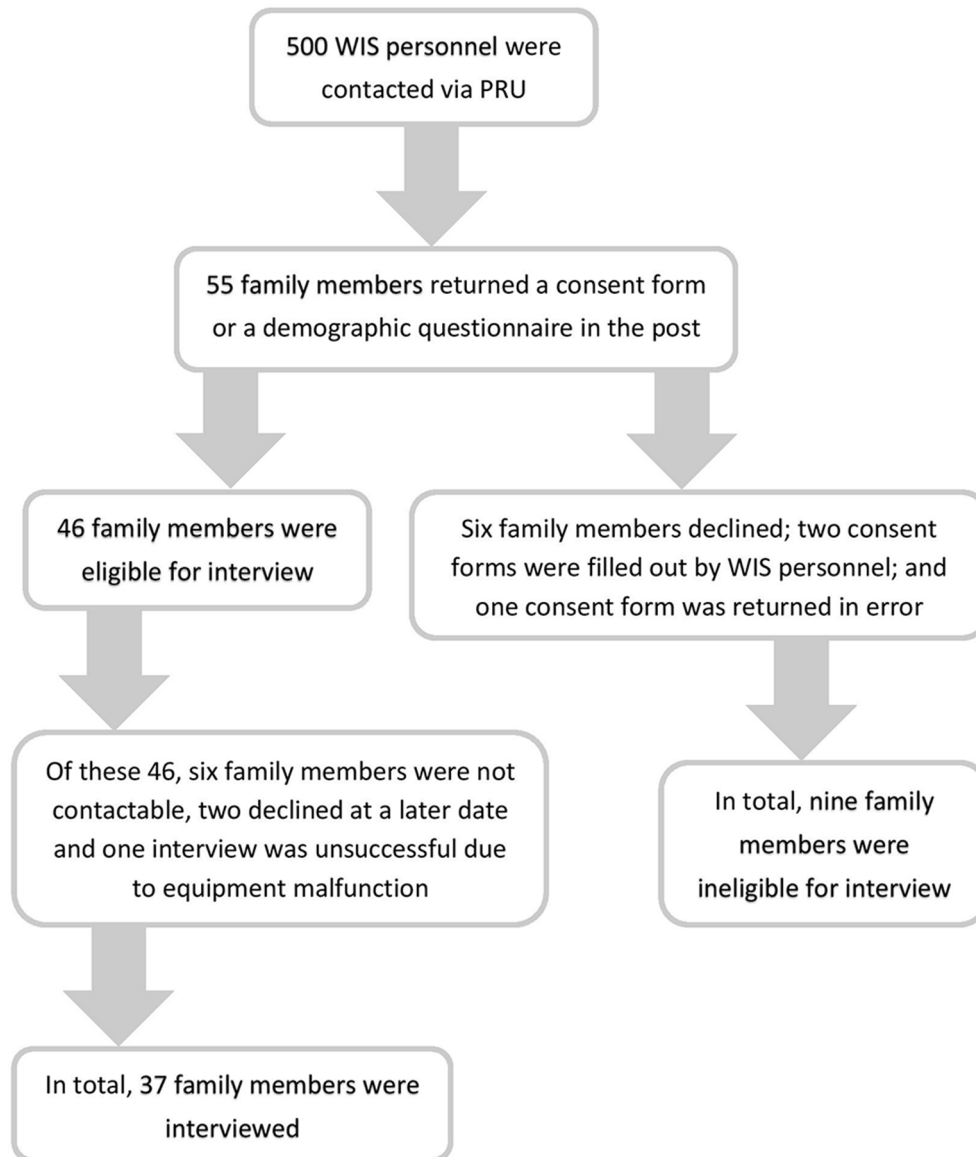 500 WIS personnel were
contacted via PRU
55 family members returned a consent form
or a demographic questionnaire in the post
46 family members were
eligible for interview
Six family members declined; two consent
forms were filled out by WIS personnel; and
one consent form was returned in error
Of these 46, six family members were not
contactable, two declined at a later date
and one interview was unsuccessful due
to equipment malfunction
In total, nine family
members were
ineligible for interview
In total, 37 family members were
interviewed